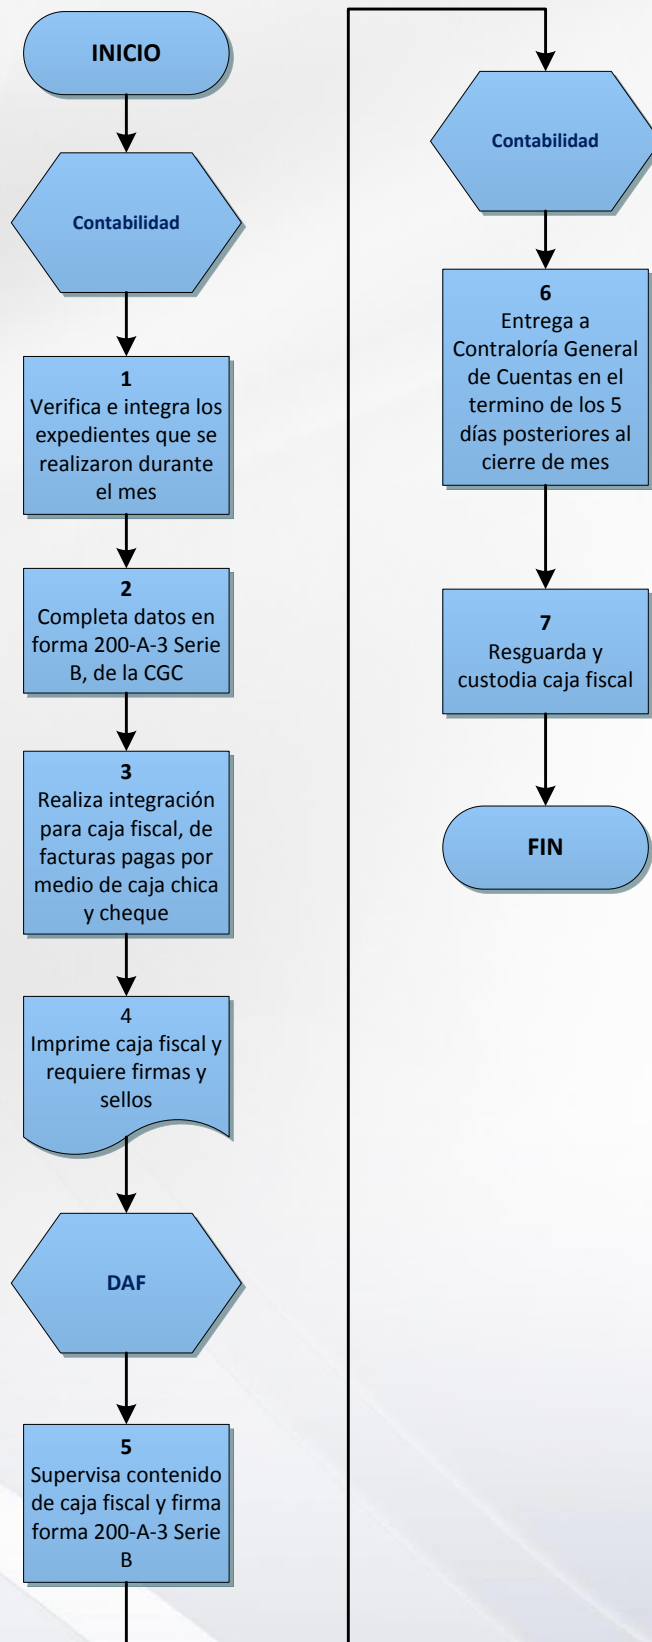 INICIO
Contabilidad
1
Verifica e integra los
expedientes que se
realizaron durante
el mes
2
Completa datos en
forma 200-A-3 Serie
B, de la CGC
3
Realiza integración
para caja fiscal, de
facturas pagas por
medio de caja chica
y cheque
4
Imprime caja fiscal y
requiere firmas y
sellos
DAF
5
Supervisa contenido
de caja fiscal y firma
forma 200-A-3 Serie
B
Contabilidad
6
Entrega a
Contraloría General
de Cuentas en el
termino de los 5
días posteriores al
cierre de mes
7
Resguarda y
custodia caja fiscal
FIN